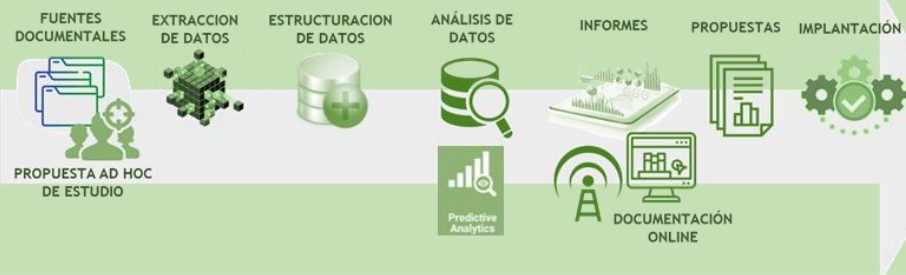 FUENTES
DOCUMENTALES
EXTRACCION
DE DATOS
ESTRUCTURACION
DE DATOS
ANÁLISIS DE
DATOS
INFORMES
PROPUESTAS
IMPLANTACIÓN
PROPUESTA AD HOC
DE ESTUDIO
Predictive
Analytics
DOCUMENTACIÓN
ONLINE